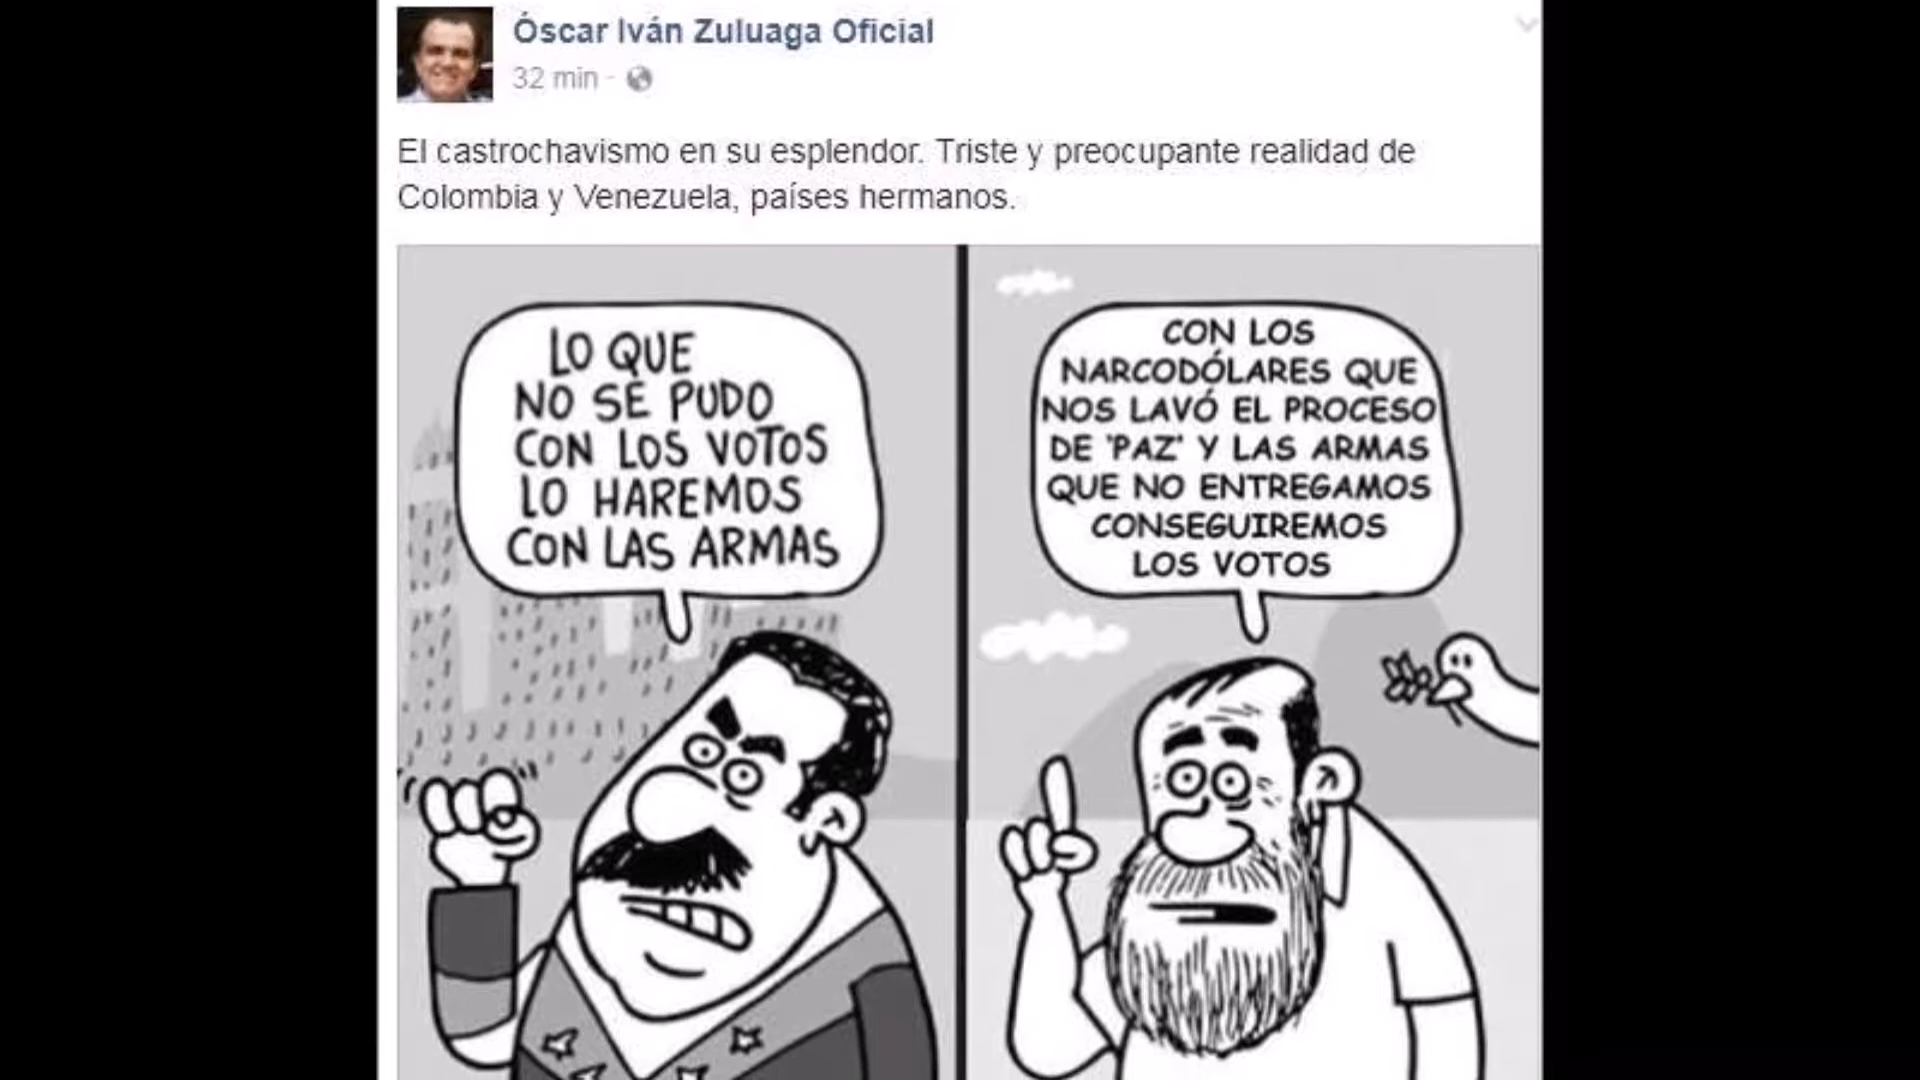 Óscar Iván Zuluaga Oficial
32 min ·
El castrochavismo en su esplendor. Triste y preocupante realidad de
Colombia y Venezuela, países hermanos.
LO QUE
NO SE PUDO
CON LOS VOTOS
LO HAREMOS
CON LAS ARMAS
CON LOS
NARCODÓLARES QUE
NOS LAVÓ EL PROCESO
DE 'PAZ' Y LAS ARMAS
QUE NO ENTREGAMOS
CONSEGUIREMOS
LOS VOTOS